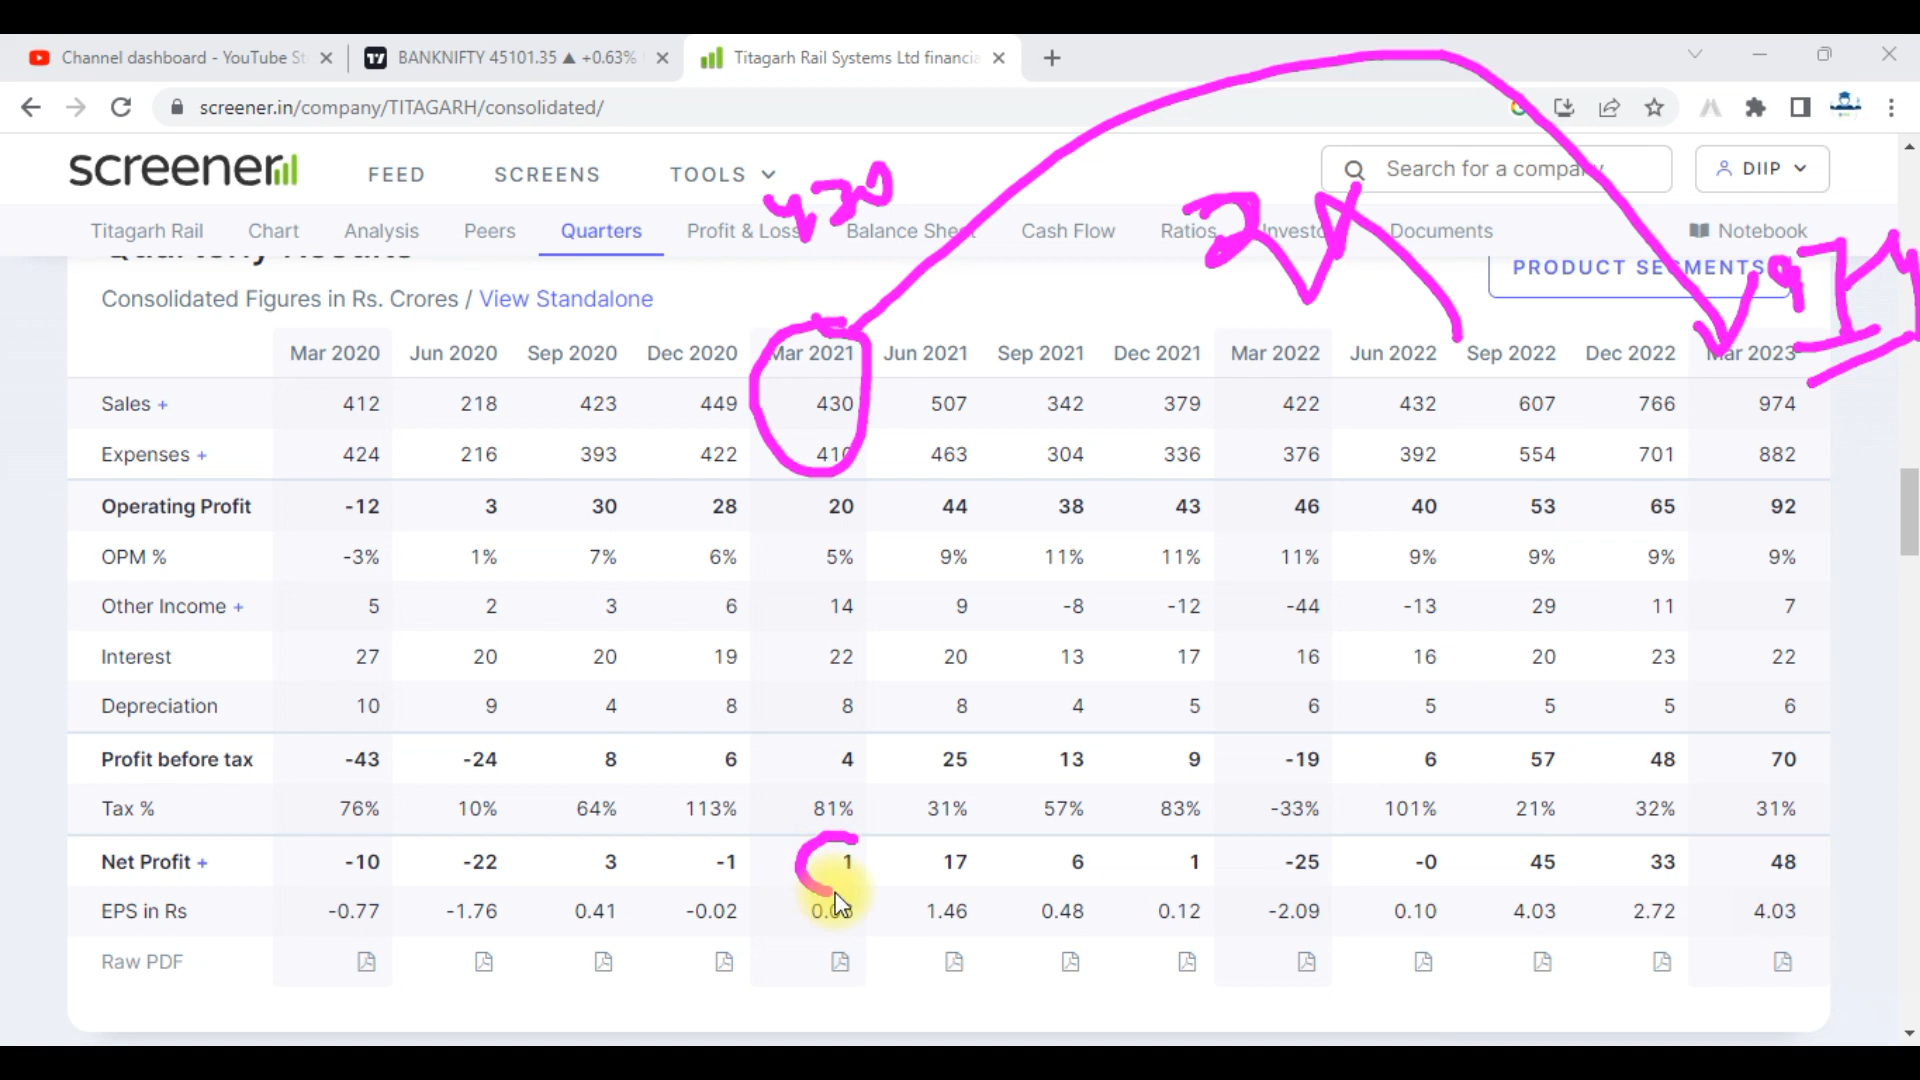 Channel dashboard - YouTube St
BANKNIFTY 45101.35 ▲ +0.63%
Titagarh Rail Systems Ltd financia
screener.in/company/TITAGARH/consolidated/
screener
FEED SCREENS TOOLS
Search for a company
DIIP
430
2
974
Titagarh Rail Chart Analysis Peers Quarters Profit & Loss Balance Sheet Cash Flow Ratios Investo Documents Notebook
Quarterly Results
PRODUCT SEGMENTS
Consolidated Figures in Rs. Crores / View Standalone
Mar 2020 Jun 2020 Sep 2020 Dec 2020 Mar 2021 Jun 2021 Sep 2021 Dec 2021 Mar 2022 Jun 2022 Sep 2022 Dec 2022 Mar 2023
Sales + 412 218 423 449 430 507 342 379 422 432 607 766 974
Expenses + 424 216 393 422 410 463 304 336 376 392 554 701 882
Operating Profit -12 3 30 28 20 44 38 43 46 40 53 65 92
OPM % -3% 1% 7% 6% 5% 9% 11% 11% 11% 9% 9% 9% 9%
Other Income + 5 2 3 6 14 9 -8 -12 -44 -13 29 11 7
Interest 27 20 20 19 22 20 13 17 16 16 20 23 22
Depreciation 10 9 4 8 8 8 4 5 6 5 5 5 6
Profit before tax -43 -24 8 6 4 25 13 9 -19 6 57 48 70
Tax % 76% 10% 64% 113% 81% 31% 57% 83% -33% 101% 21% 32% 31%
Net Profit + -10 -22 3 -1 1 17 6 1 -25 -0 45 33 48
EPS in Rs -0.77 -1.76 0.41 -0.02 1.46 0.48 0.12 -2.09 0.10 4.03 2.72 4.03
Raw PDF